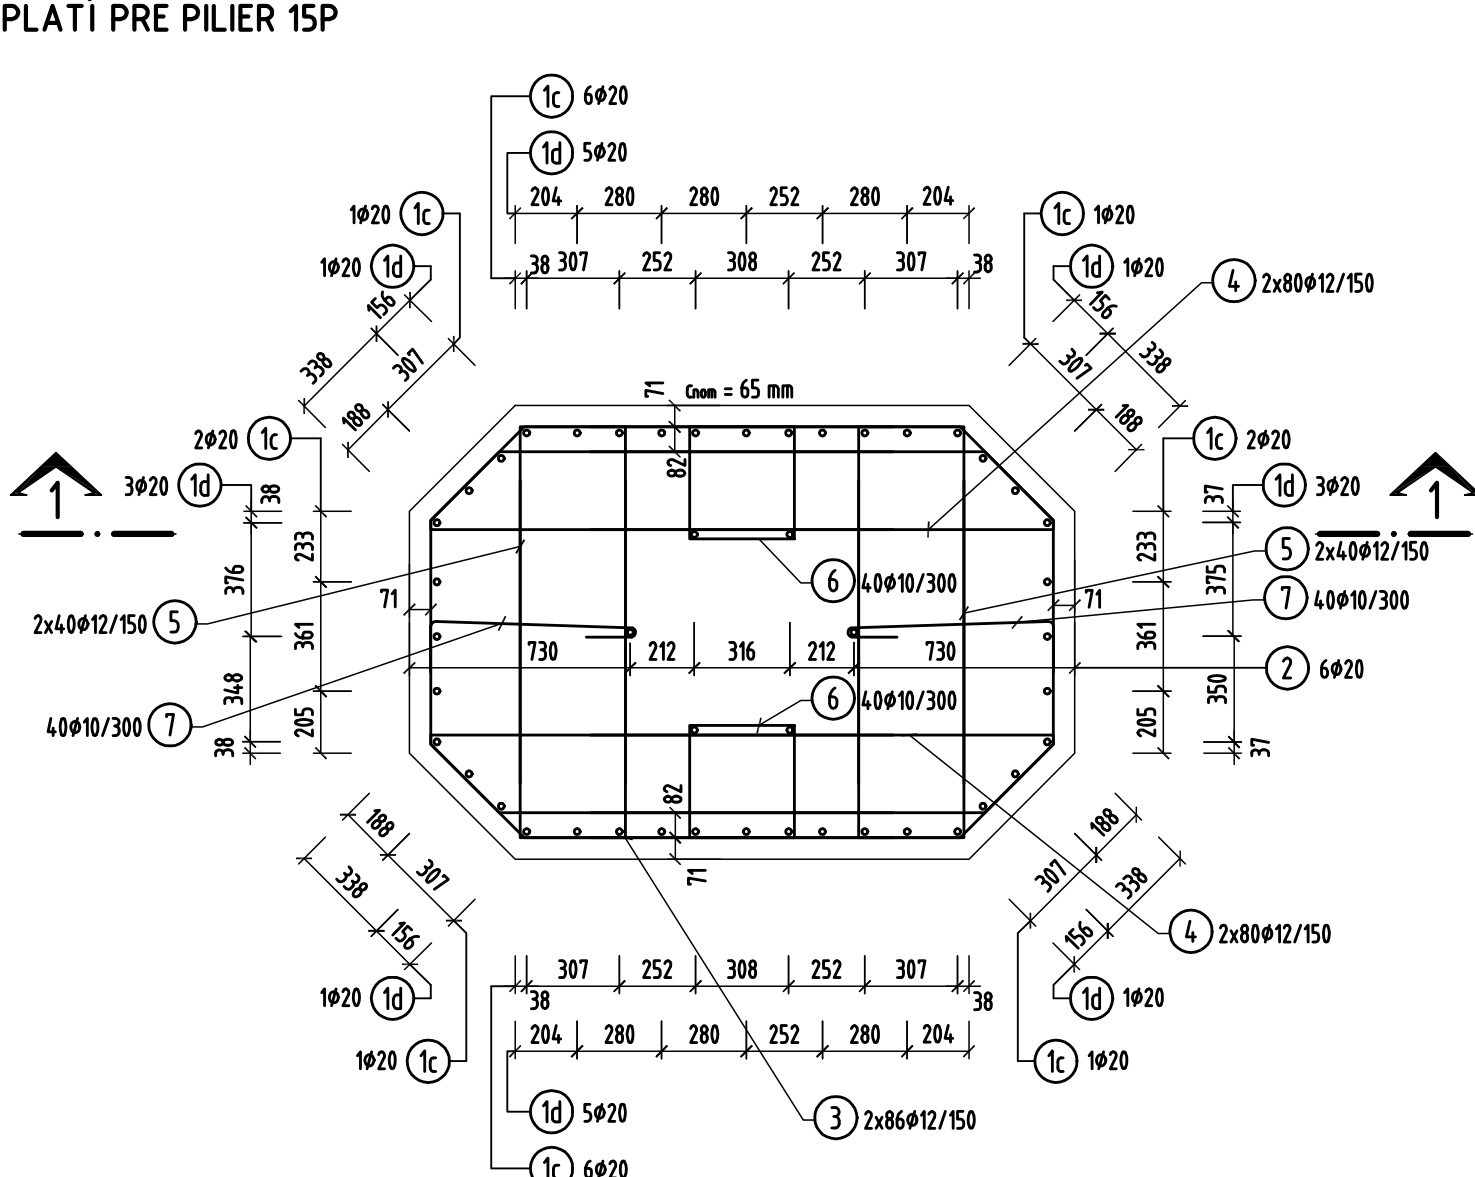 PLATÍ PRE PILIER 15P
1c 6ø20
1d 5ø20
204 280 280 252 280 204
38 307 252 308 252 307 38
1ø20 1c
1ø20 1d
156
338
307
188
1c 1ø20
1d 1ø20
156
338
307
188
4 2x80ø12/150
71
Cnom = 65 mm
82
2ø20 1c
3ø20 1d
38
233
376
361
348
205
38
1
71
1c 2ø20
1d 3ø20
37
233
375
361
350
205
37
1
71
5 2x40ø12/150
7 40ø10/300
6 40ø10/300
2x40ø12/150 5
730 212 316 212 730
2 6ø20
6 40ø10/300
40ø10/300 7
82
71
188
307
338
156
188
307
338
156
4 2x80ø12/150
1ø20 1d
1ø20 1c
1d 1ø20
1c 1ø20
307 252 308 252 307
38 38
204 280 280 252 280 204
1d 5ø20
3 2x86ø12/150
1c 6ø20